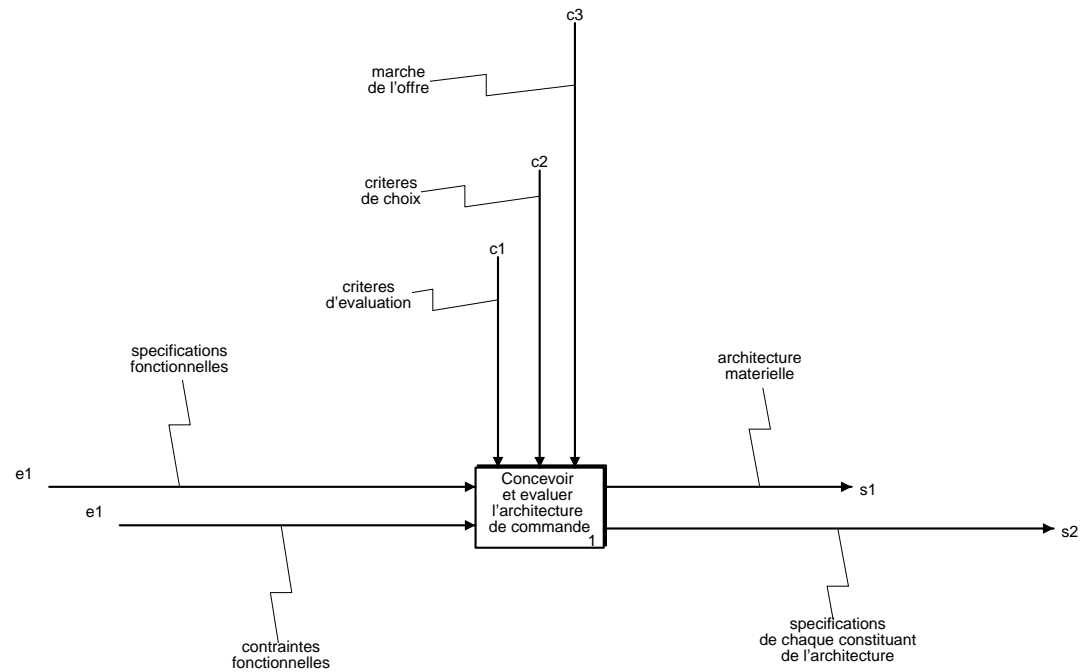 c3
marche
de l'offre
c2
criteres
de choix
c1
criteres
d'evaluation
specifications
fonctionnelles
architecture
materielle
e1
Concevoir
et evaluer
l'architecture
de commande
1
s1
e1
s2
contraintes
fonctionnelles
specifications
de chaque constituant
de l'architecture